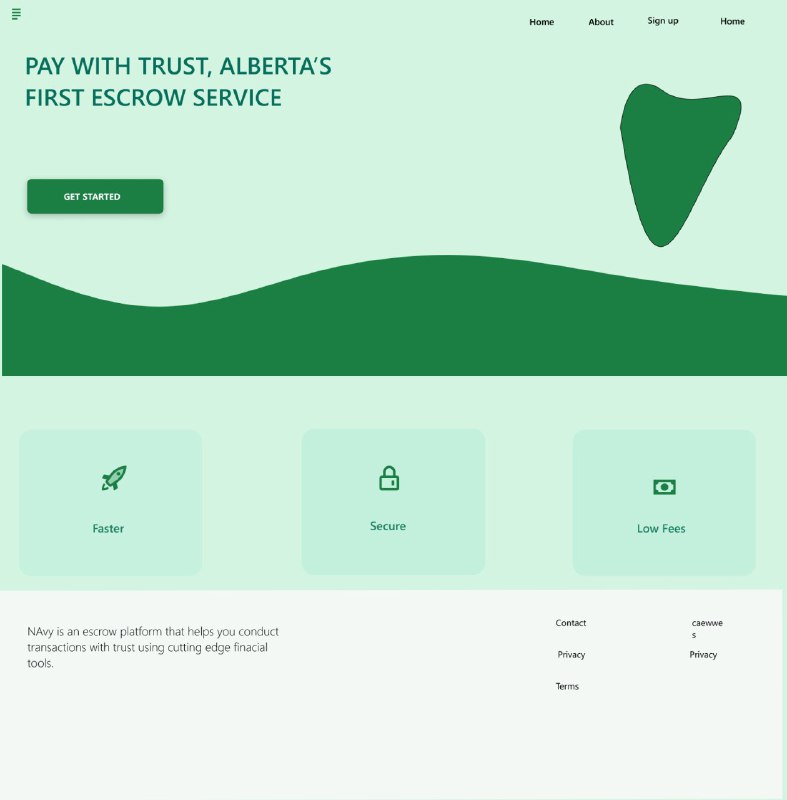 Home About Sign up Home
PAY WITH TRUST, ALBERTA'S
FIRST ESCROW SERVICE
GET STARTED
Faster
Secure
Low Fees
NAvy is an escrow platform that helps you conduct
transactions with trust using cutting edge finacial
tools.
Contact
caewwe
s
Privacy
Privacy
Terms